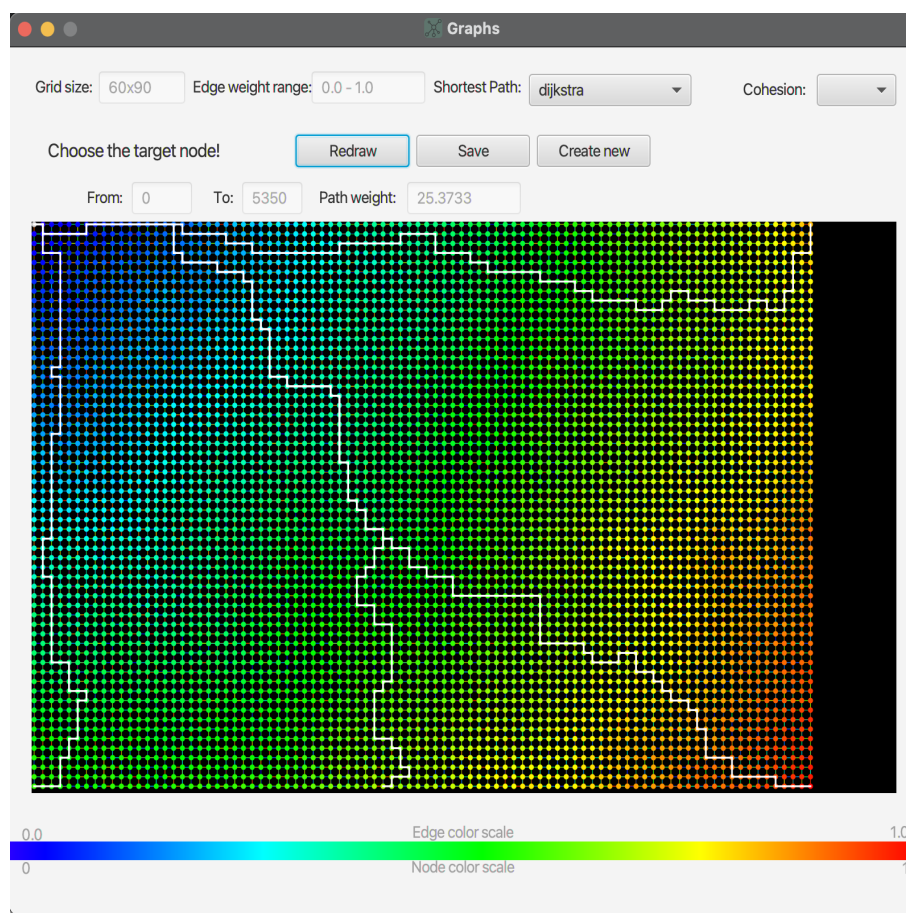 Graphs
Grid size: 60x90 Edge weight range: 0.0 - 1.0 Shortest Path: dijkstra Cohesion:
Choose the target node! Redraw Save Create new
From: 0 To: 5350 Path weight: 25.3733
0.0 Edge color scale 1.0
0 Node color scale 1